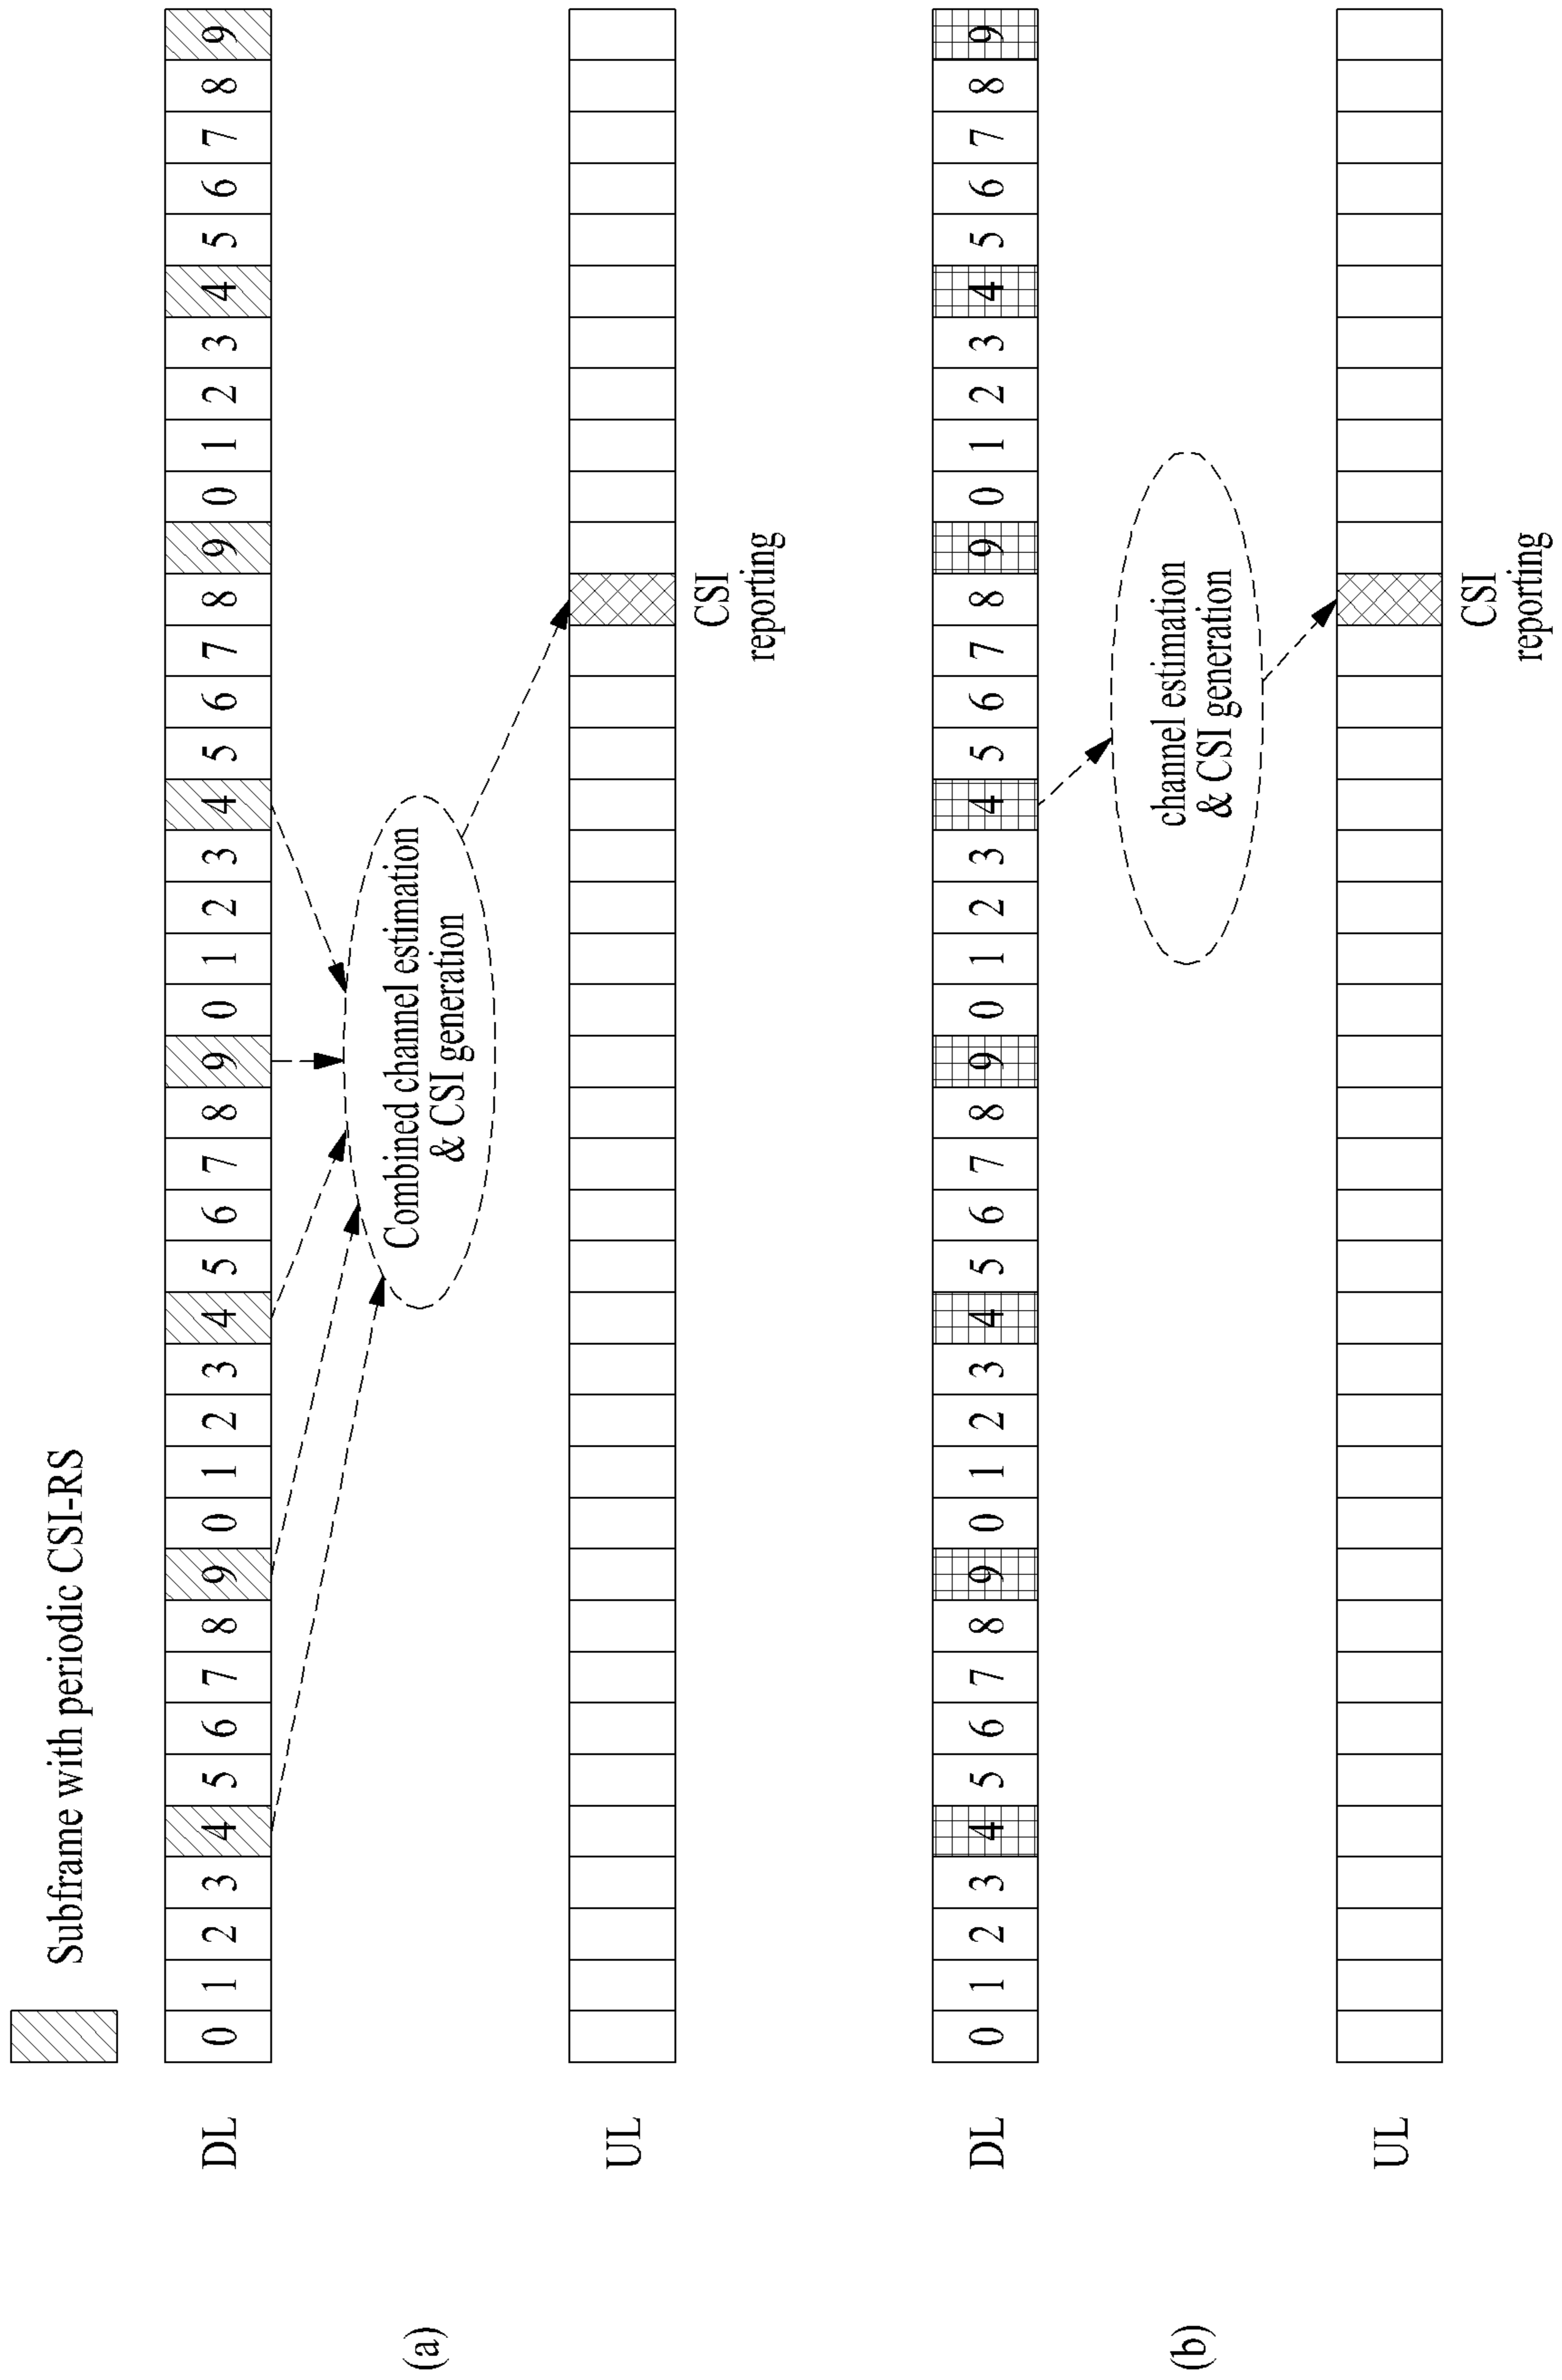 Subframe with periodic CSI-RS
DL 0 1 2 3 4 5 6 7 8 9 0 1 2 3 4 5 6 7 8 9 0 1 2 3 4 5 6 7 8 9 0 1 2 3 4 5 6 7 8 9
(a)
Combined channel estimation
& CSI generation
UL
CSI
reporting
DL 0 1 2 3 4 5 6 7 8 9 0 1 2 3 4 5 6 7 8 9 0 1 2 3 4 5 6 7 8 9 0 1 2 3 4 5 6 7 8 9
(b)
channel estimation
& CSI generation
UL
CSI
reporting